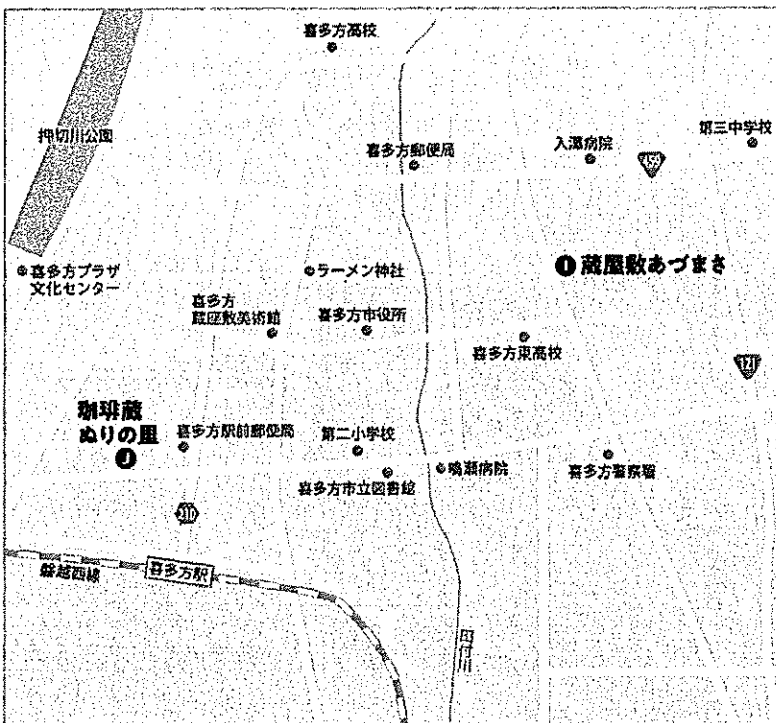 喜多方高校
押切川公園
喜多方郵便局
入澤病院
第三中学校
459
喜多方プラザ
文化センター
ラーメン神社
❶ 蔵屋敷あづまさ
喜多方
蔵座敷美術館
喜多方市役所
喜多方東高校
121
珈琲蔵
ぬりの里
喜多方駅前郵便局
第二小学校
鳴瀬病院
喜多方警察署
喜多方市立図書館
210
磐越西線
喜多方駅
田付川